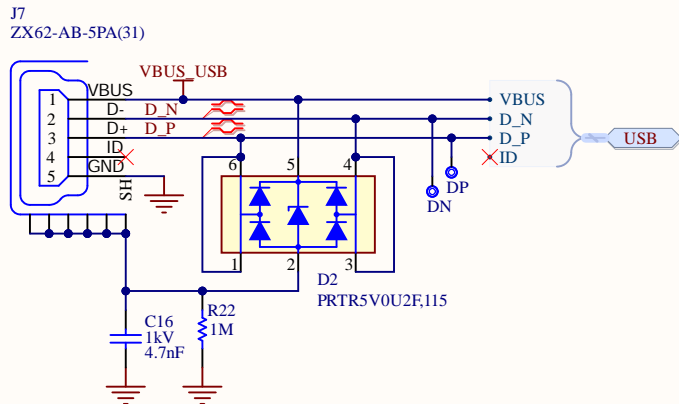 J7
ZX62-AB-5PA(31)
VBUS_USB
1 VBUS
2 D- D_N
3 D+ D_P
4 ID
5 GND
SH
VBUS
D_N
D_P
ID
USB
6 5 4
DP
DN
1 2 3
D2
PRTR5V0U2F,115
C16
1kV
4.7nF
R22
1M